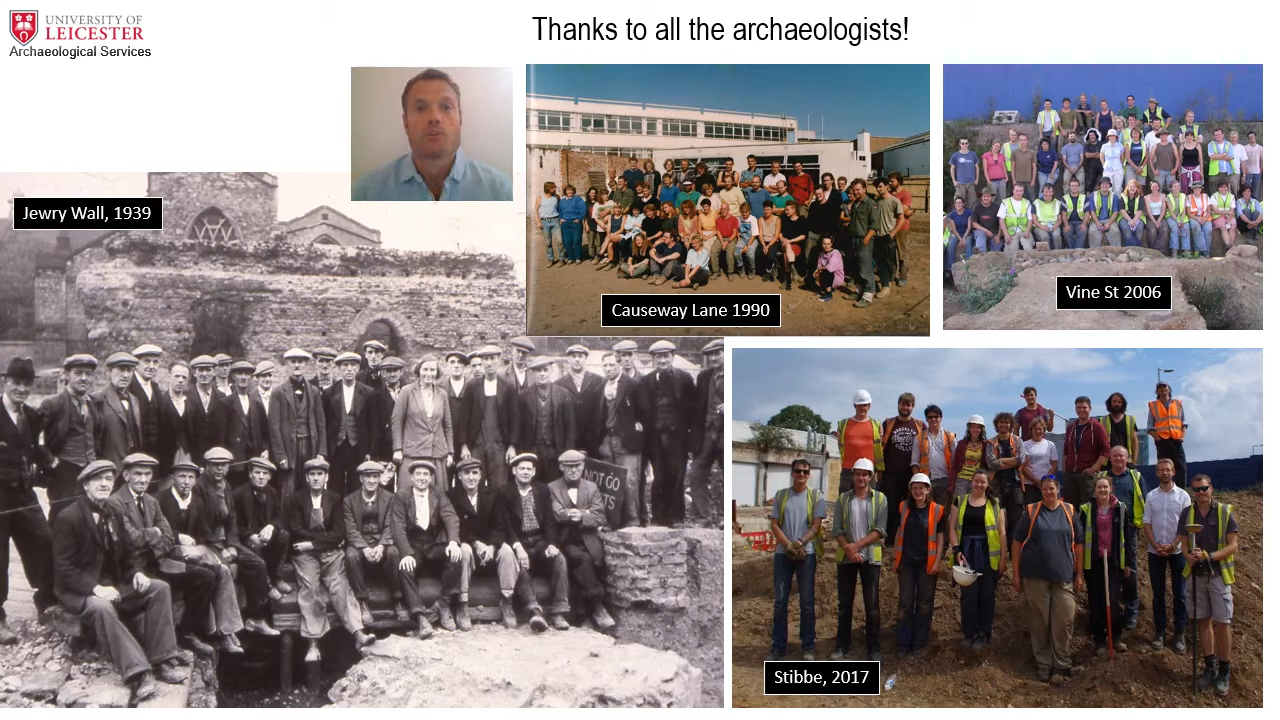 UNIVERSITY OF
LEICESTER
Archaeological Services
Thanks to all the archaeologists!
Jewry Wall, 1939
Causeway Lane 1990
Vine St 2006
NOT GO
Stibbe, 2017